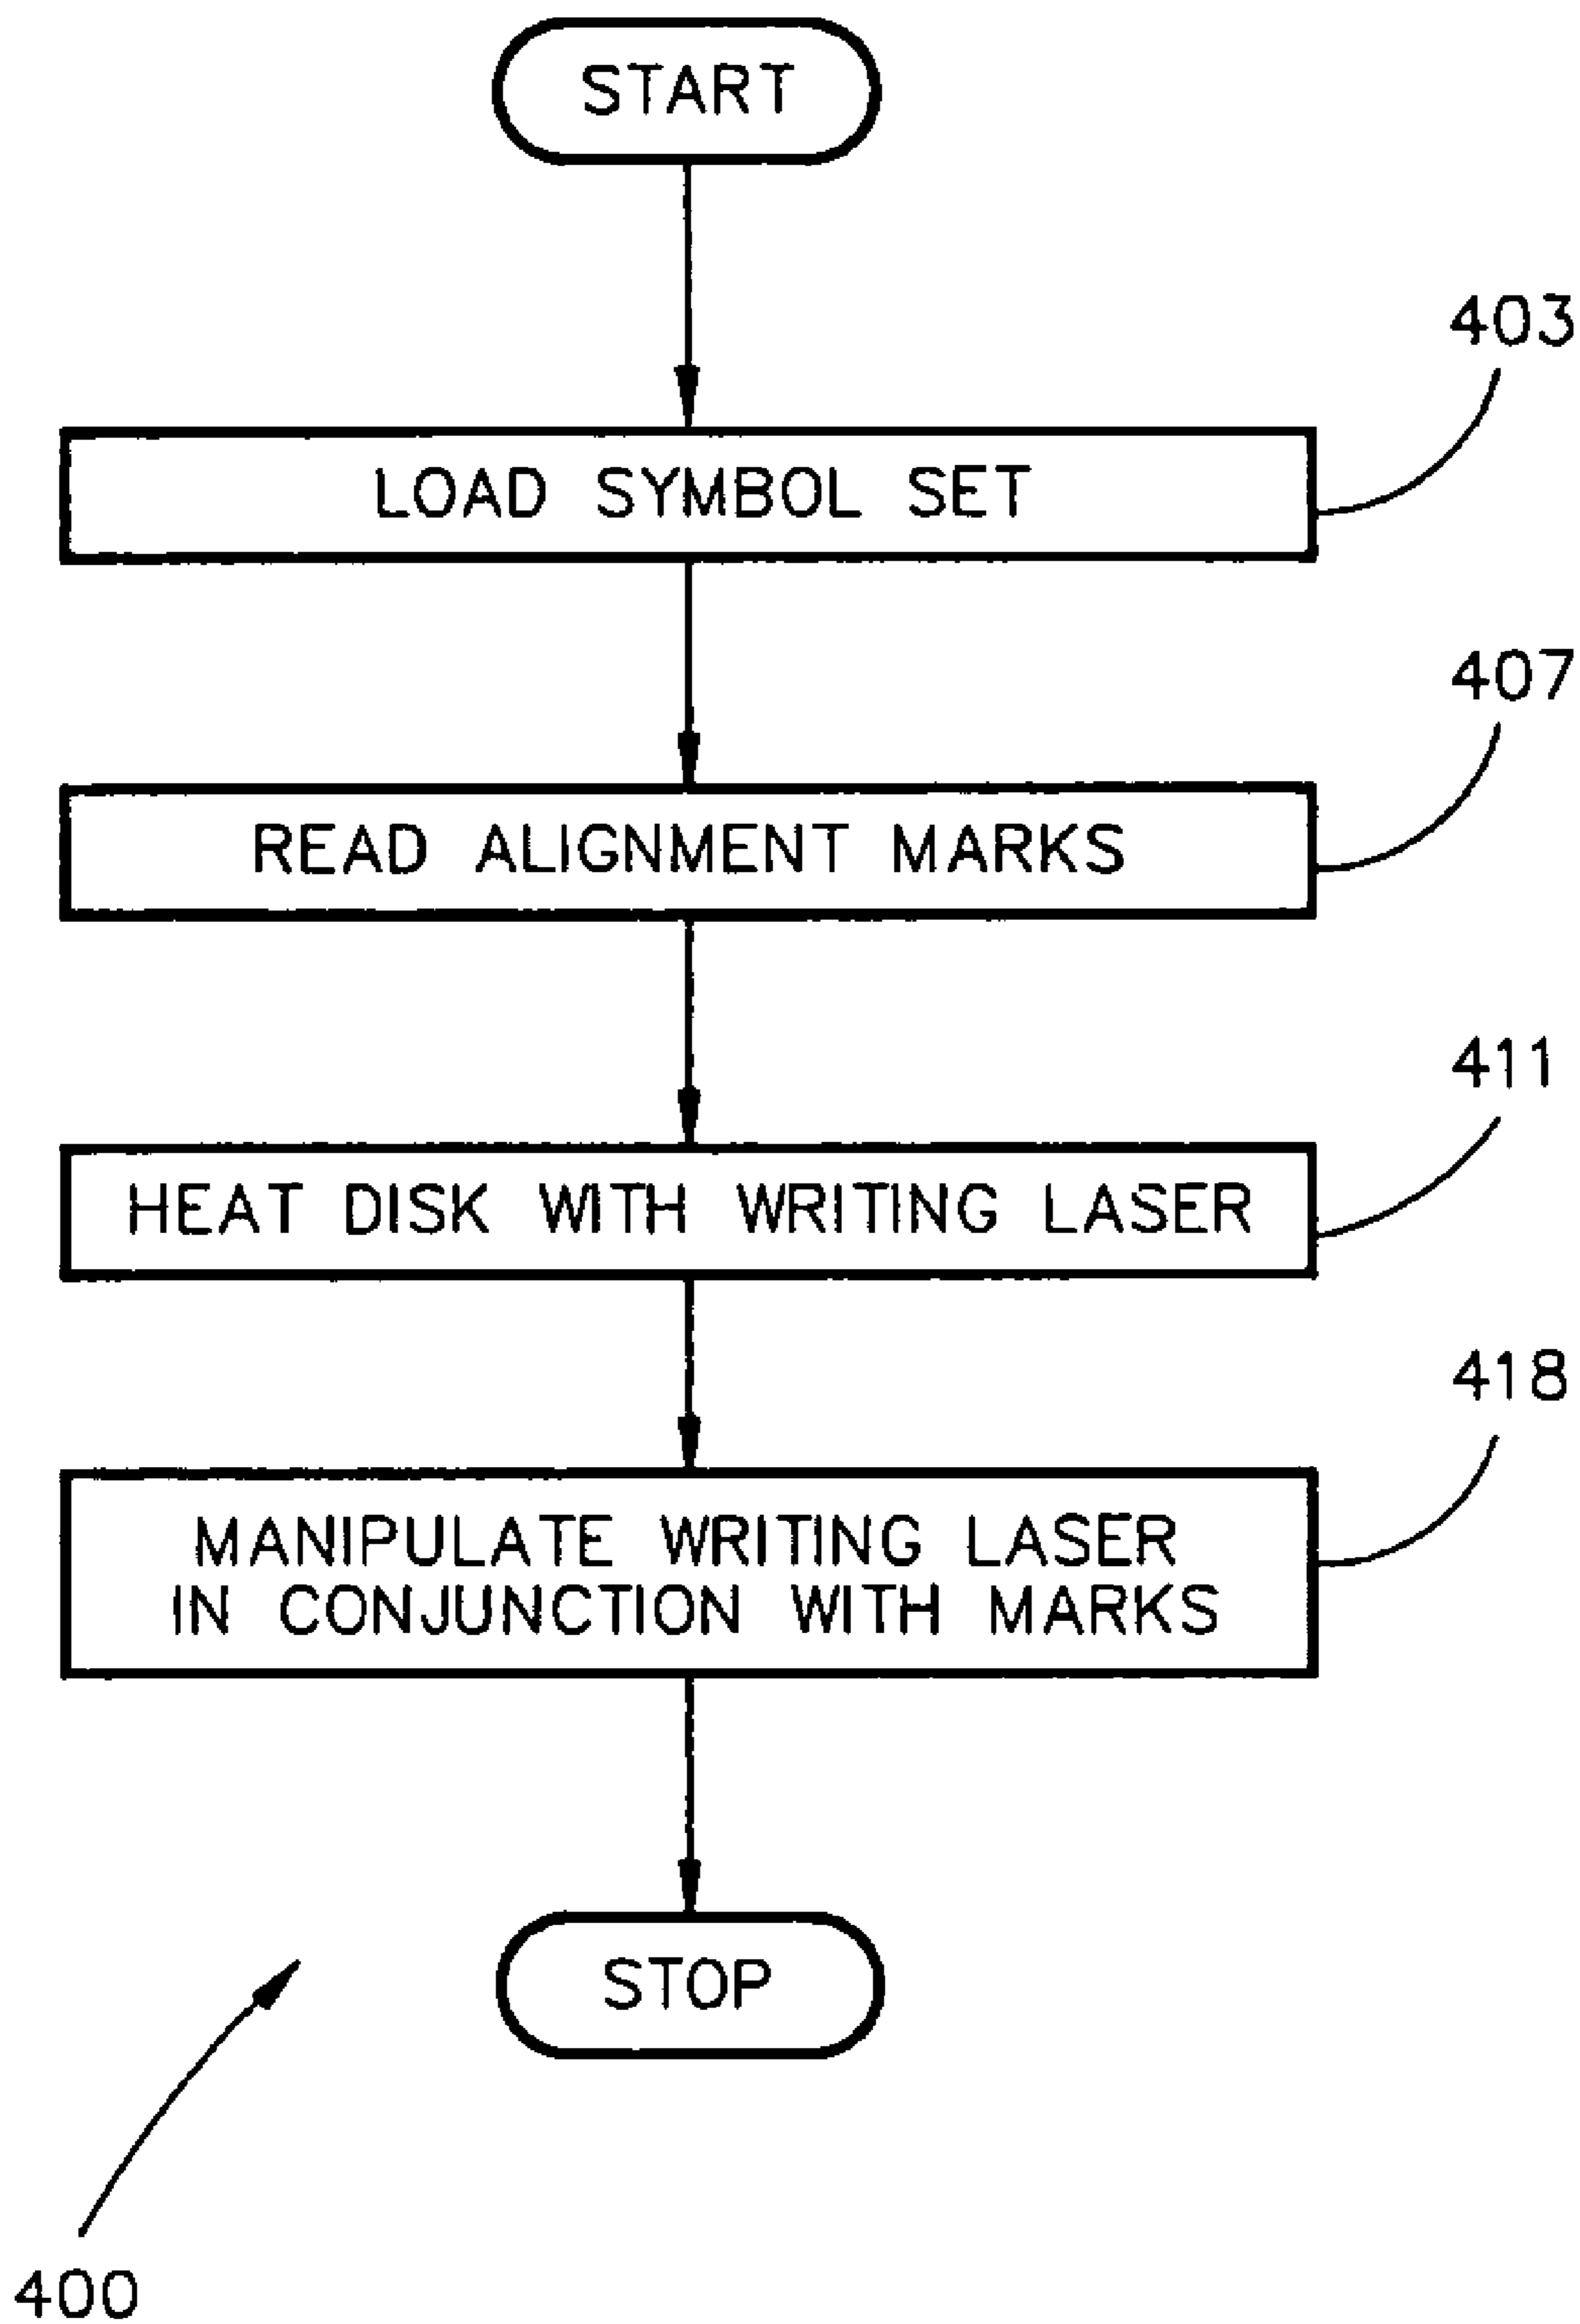 START
403
LOAD SYMBOL SET
407
READ ALIGNMENT MARKS
411
HEAT DISK WITH WRITING LASER
418
MANIPULATE WRITING LASER
IN CONJUNCTION WITH MARKS
STOP
400